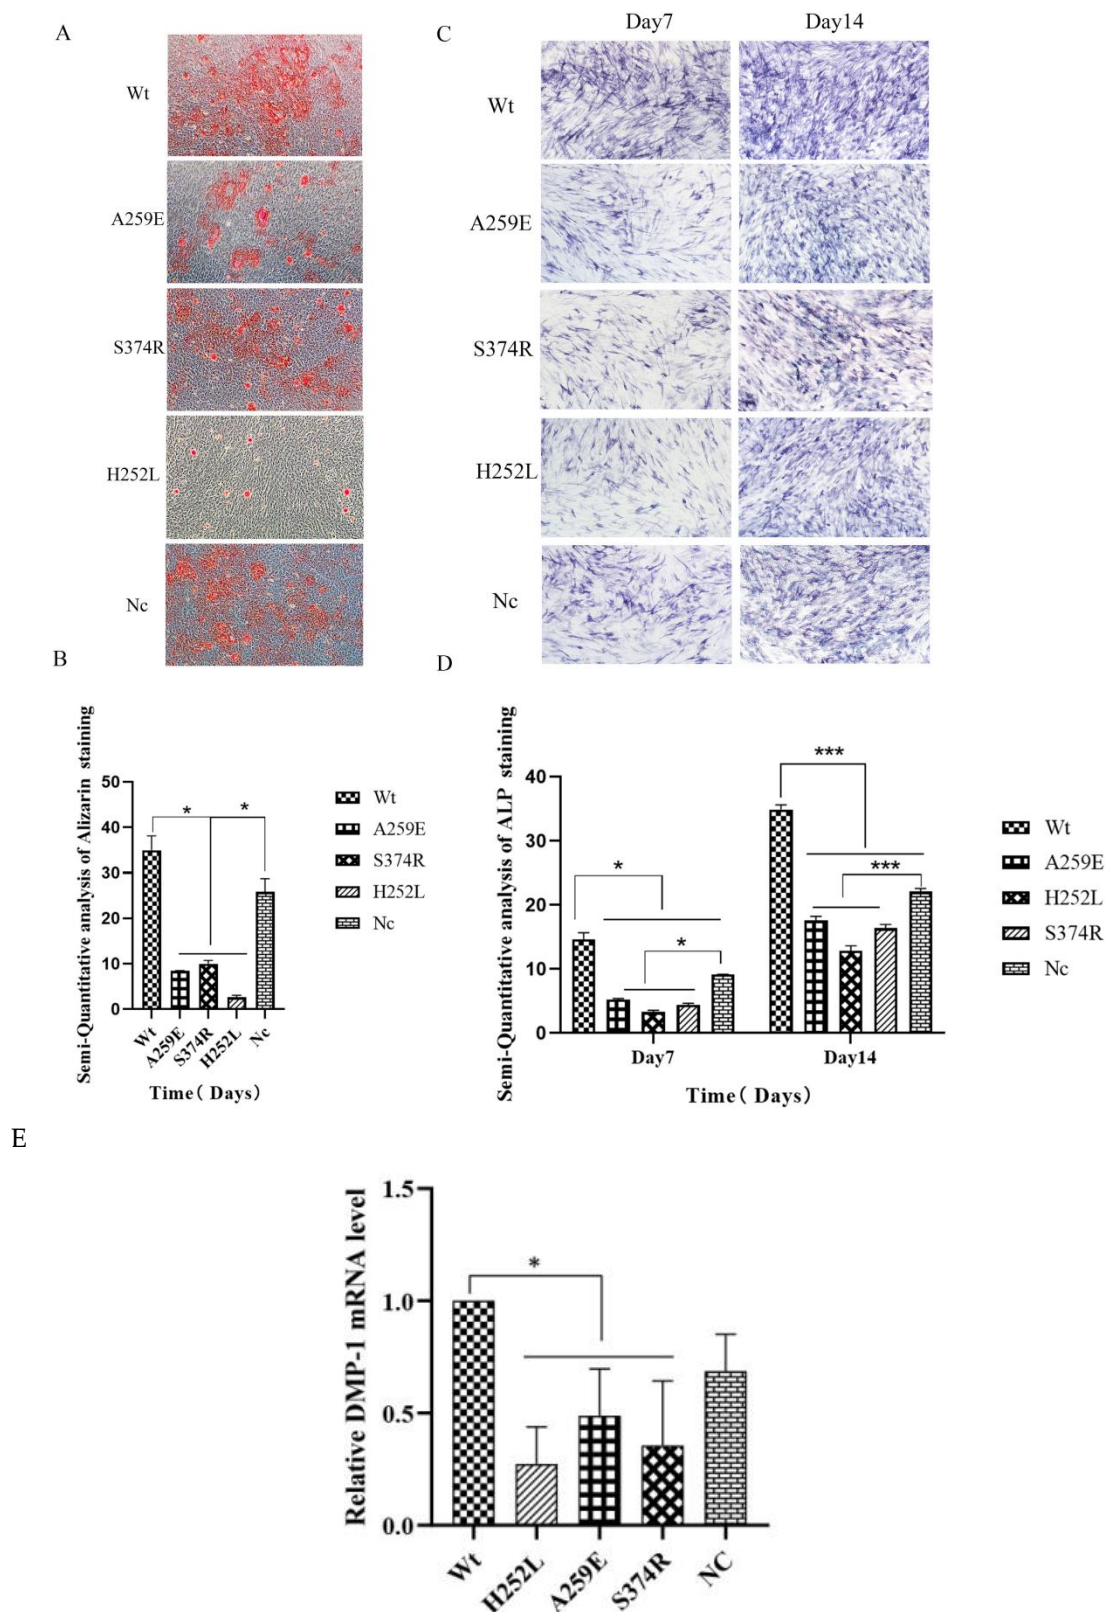 A
Wt
A259E
S374R
H252L
Nc
C
Day7 Day14
Wt
A259E
S374R
H252L
Nc
B
Semi-Quantitative analysis of Alizarin staining
50
40
30
20
10
0
* *
Wt A259E S374R H252L Nc
Time( Days)
Wt
A259E
S374R
H252L
Nc
D
Semi-Quantitative analysis of ALP staining
40
30
20
10
0
*
*
***
***
Day7 Day14
Time( Days)
Wt
A259E
H252L
S374R
Nc
E
Relative DMP-1 mRNA level
1.5
1.0
0.5
0.0
*
Wt H252L A259E S374R NC